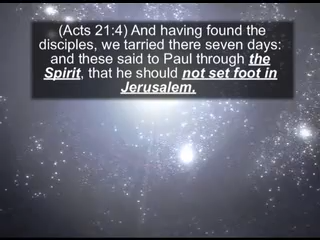 (Acts 21:4) And having found the
disciples, we tarried there seven days:
and these said to Paul through the
Spirit, that he should not set foot in
Jerusalem.